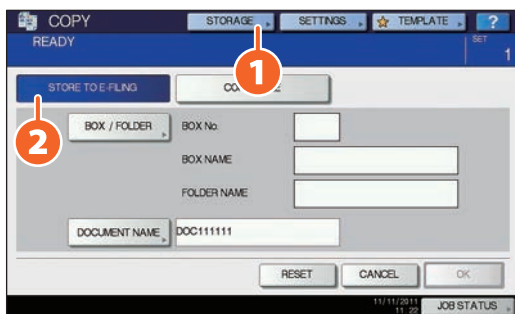 COPY
STORAGE
SETTINGS
TEMPLATE
?
READY
SET
1
1
STORE TO E-FILING
2
BOX / FOLDER
BOX No.
BOX NAME
FOLDER NAME
DOCUMENT NAME
DOC111111
RESET
CANCEL
OK
11/11/2011
11:22
JOB STATUS